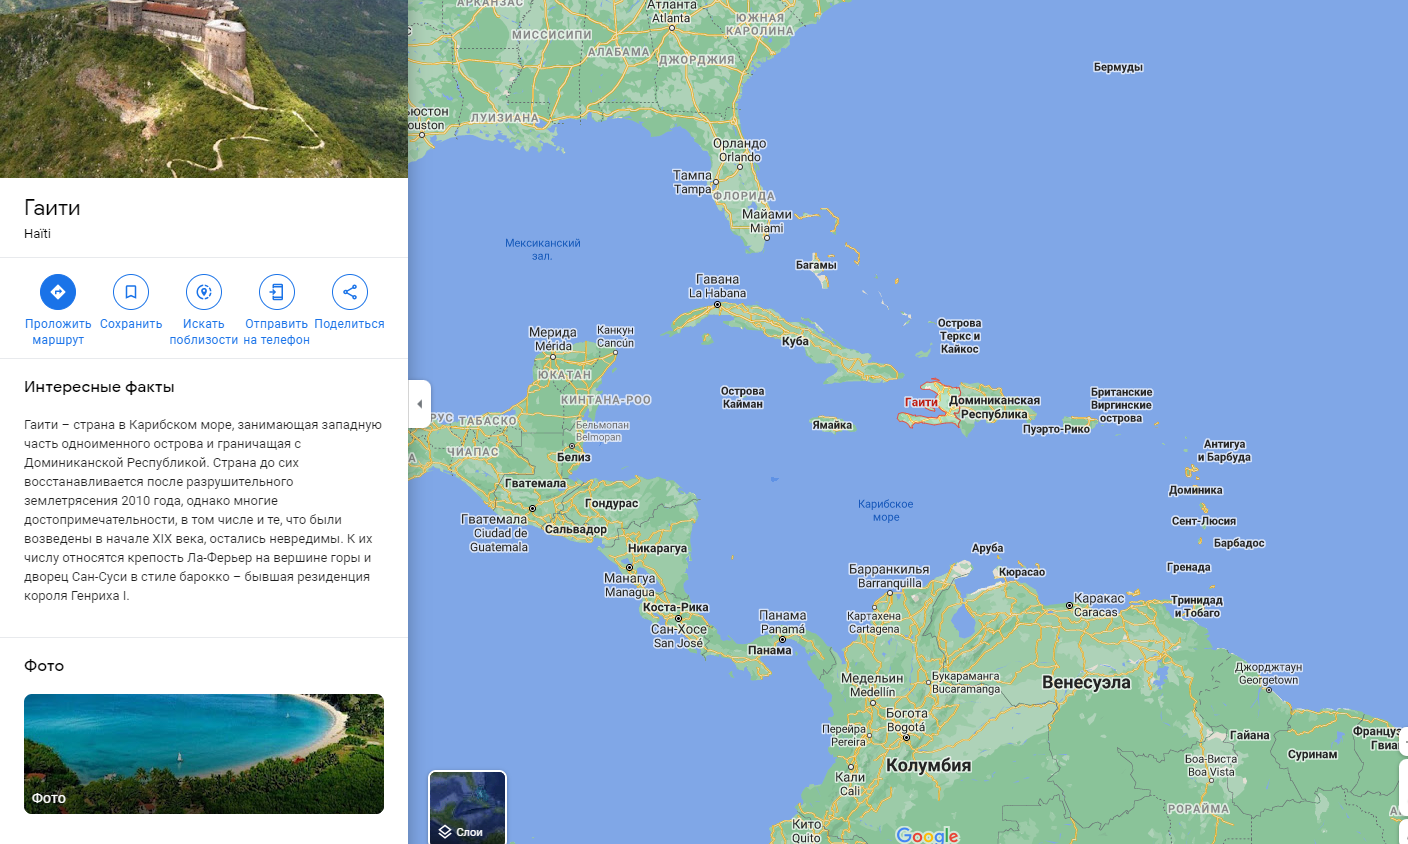 Гаити
Haïti
Проложить
маршрут
Сохранить
Искать
поблизости
Отправить
на телефон
Поделиться
Интересные факты
Гаити – страна в Карибском море, занимающая западную
часть одноименного острова и граничащая с
Доминиканской Республикой. Страна до сих
восстанавливается после разрушительного
землетрясения 2010 года, однако многие
достопримечательности, в том числе и те, что были
возведены в начале XIX века, остались невредимы. К их
числу относятся крепость Ла-Ферьер на вершине горы и
дворец Сан-Суси в стиле барокко – бывшая резиденция
короля Генриха I.
Фото
Фото
АРКАНЗАС
Атланта
Atlanta
ЮЖНАЯ
КАРОЛИНА
МИССИСИПИ
АЛАБАМА
ДЖОРДЖИЯ
Бермуды
ьюстон
ouston
ЛУИЗИАНА
Орландо
Orlando
Тампа
Tampa
ФЛОРИДА
Майами
Miami
Мексиканский
зал.
Багамы
Гавана
La Habana
Острова
Теркс и
Кайкос
Мерида
Mérida
Канкун
Cancún
Куба
ЮКАТАН
КИНТАНА-РОО
Острова
Кайман
Гаити
Доминиканская
Республика
Британские
Виргинские
острова
РУС
ТАБАСКО
Ямайка
Пуэрто-Рико
Бельмопан
Belmopan
ЧИАПАС
Белиз
Антигуа
и Барбуда
Гватемала
Гондурас
Доминика
Карибское
море
Гватемала
Ciudad de
Guatemala
Сальвадор
Сент-Люсия
Никарагуа
Аруба
Барбадос
Манагуа
Managua
Барранкилья
Barranquilla
Кюрасао
Гренада
Коста-Рика
Сан-Хосе
San José
Панама
Panamá
Панама
Картахена
Cartagena
Каракас
Caracas
Тринидад
и Тобаго
Медельин
Medellín
Букараманга
Bucaramanga
Венесуэла
Джорджтаун
Georgetown
Богота
Bogotá
Перейра
Pereira
Гайана
Француз
Гвиа
Суринам
Колумбия
Боа-Виста
Boa Vista
Кали
Cali
РОРАЙМА
Кито
Quito
Слои
Google